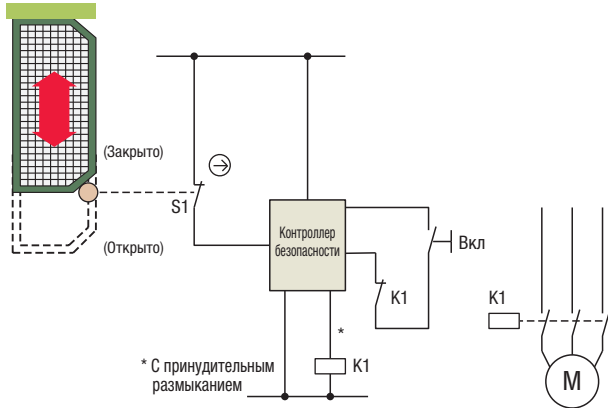 (Закрыто)
S1
(Открыто)
Контроллер
безопасности
Вкл
K1
K1
*
* С принудительным
размыканием
K1
M